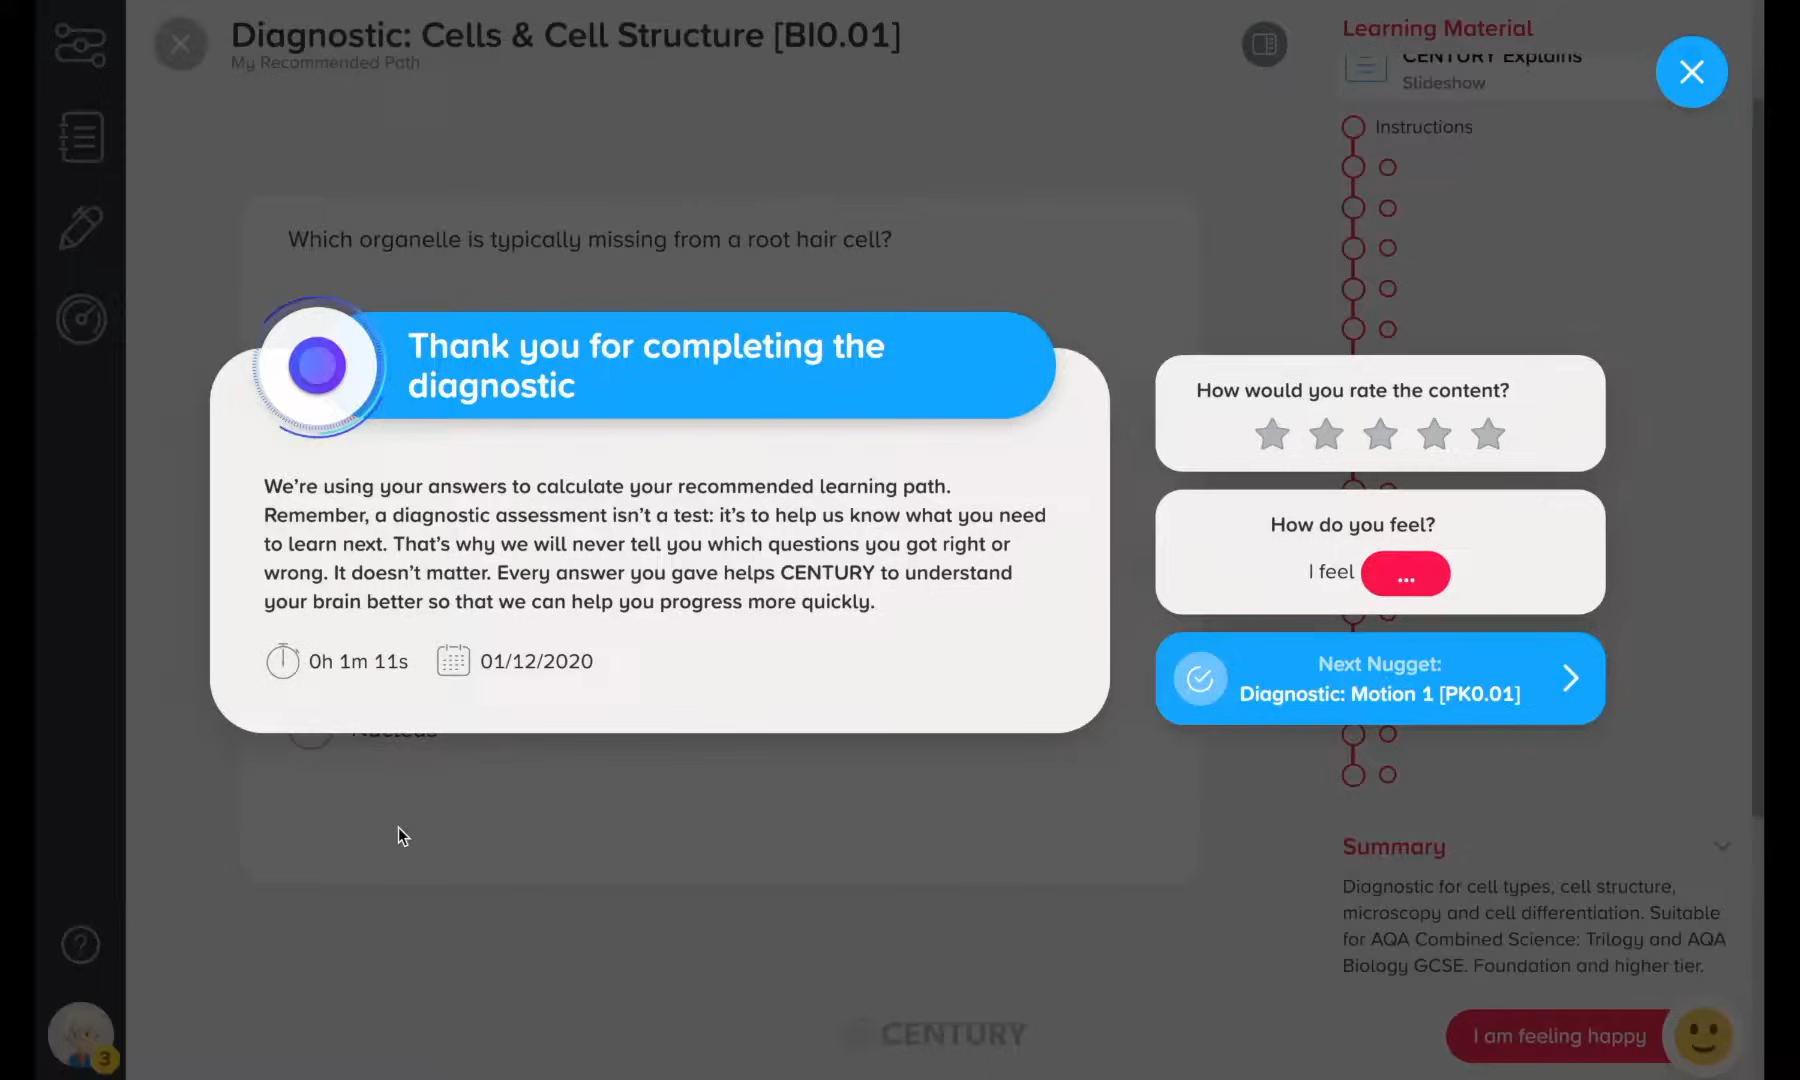 Diagnostic: Cells & Cell Structure [BI0.01]
My Recommended Path
Learning Material
CENTURY Explains
Slideshow
Instructions
Which organelle is typically missing from a root hair cell?
Thank you for completing the
diagnostic
We're using your answers to calculate your recommended learning path.
Remember, a diagnostic assessment isn't a test: it's to help us know what you need
to learn next. That's why we will never tell you which questions you got right or
wrong. It doesn't matter. Every answer you gave helps CENTURY to understand
your brain better so that we can help you progress more quickly.
0h 1m 11s
01/12/2020
Nucleus
How would you rate the content?
How do you feel?
I feel ...
Next Nugget:
Diagnostic: Motion 1 [PK0.01]
Summary
Diagnostic for cell types, cell structure,
microscopy and cell differentiation. Suitable
for AQA Combined Science: Trilogy and AQA
Biology GCSE. Foundation and higher tier.
?
3
CENTURY
I am feeling happy